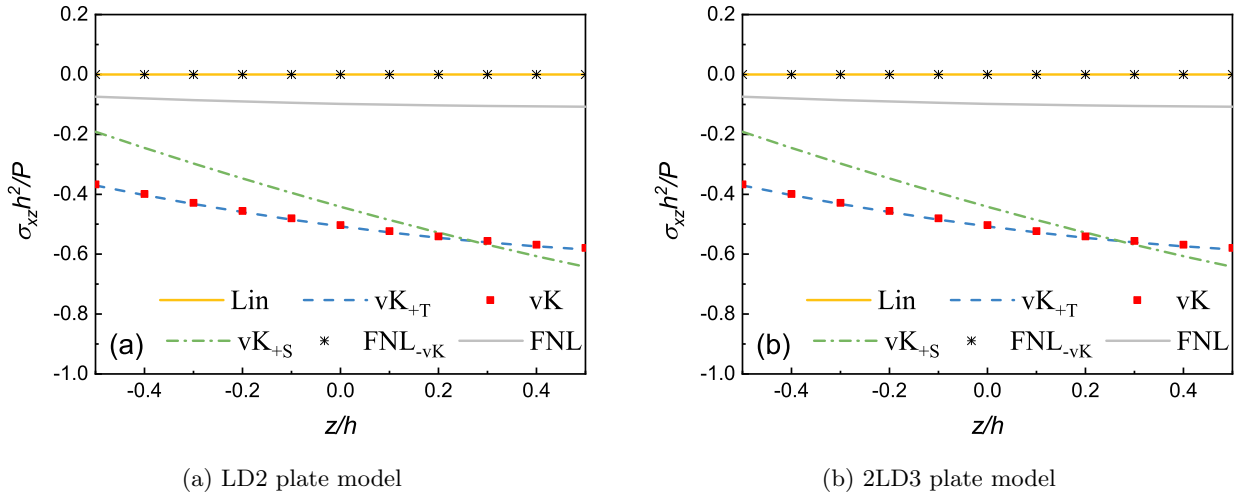 0.2
0.0
-0.2
-0.4
-0.6
-0.8
-1.0
σxzh²/P
Lin
vK+T
vK
vK+S
FNL-vK
FNL
(a)
-0.4
-0.2
0.0
0.2
0.4
z/h
(a) LD2 plate model
0.2
0.0
-0.2
-0.4
-0.6
-0.8
-1.0
σxzh²/P
Lin
vK+T
vK
vK+S
FNL-vK
FNL
(b)
-0.4
-0.2
0.0
0.2
0.4
z/h
(b) 2LD3 plate model